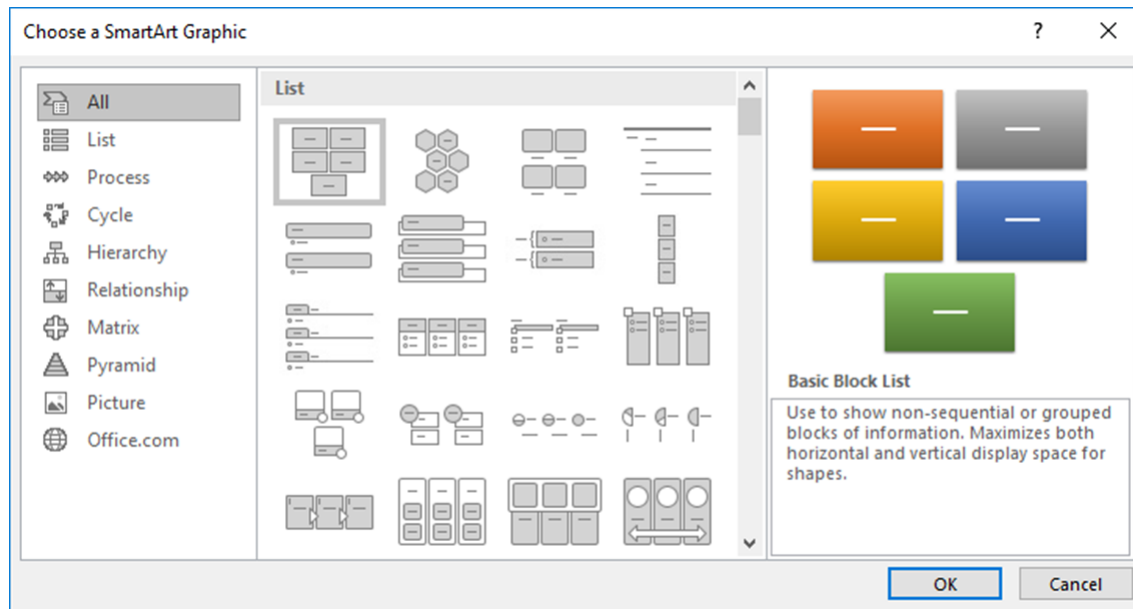 Choose a SmartArt Graphic
?
All
List
Process
Cycle
Hierarchy
Relationship
Matrix
Pyramid
Picture
Office.com
List
Basic Block List
Use to show non-sequential or grouped
blocks of information. Maximizes both
horizontal and vertical display space for
shapes.
OK
Cancel